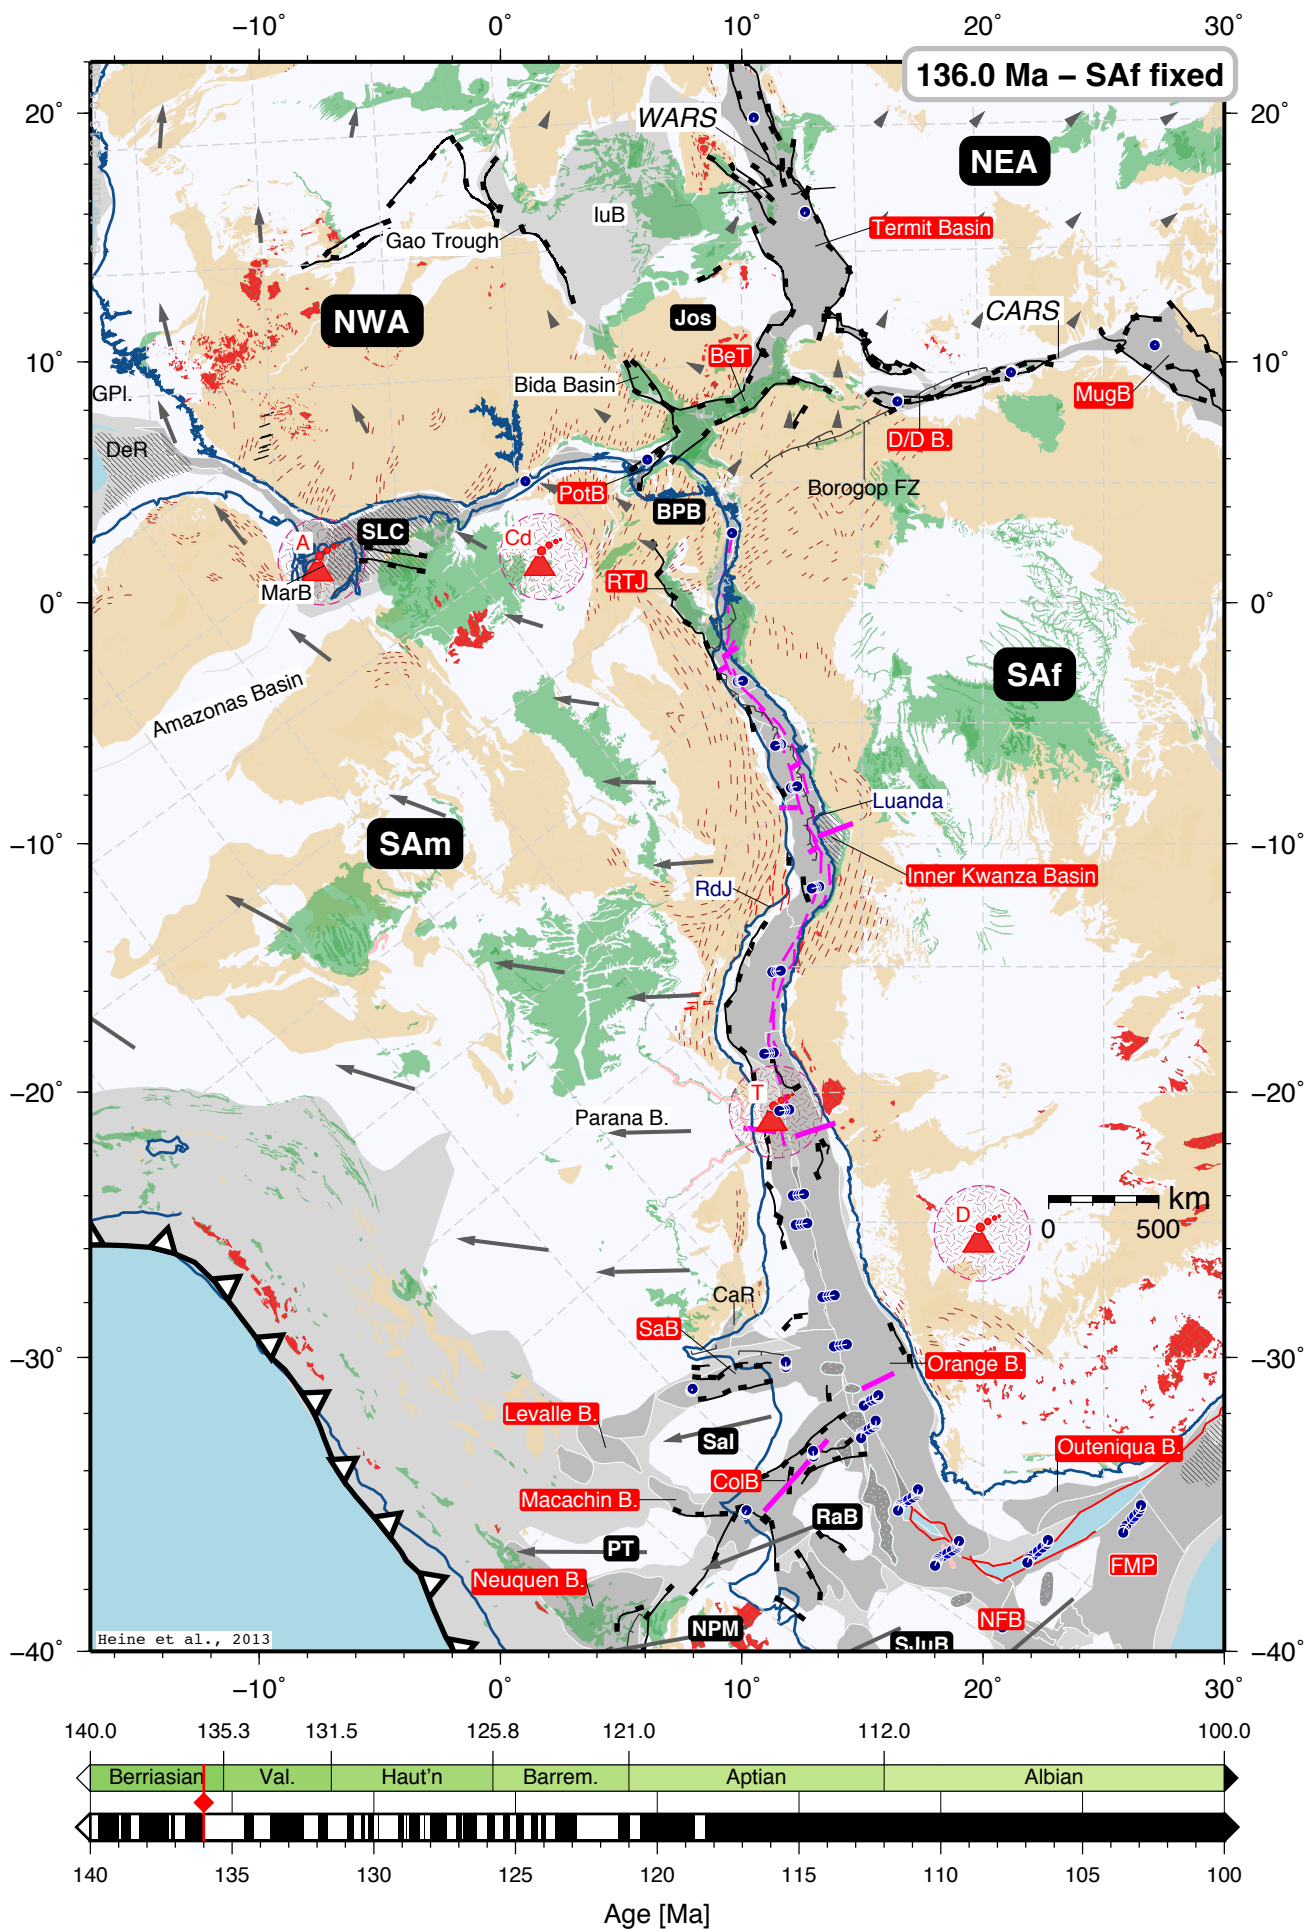 −10° 0° 10° 20° 30°
136.0 Ma − SAf fixed
20° 20°
WARS
NEA
IuB
Termit Basin
Gao Trough
CARS
NWA
Jos
BeT
10° 10°
Bida Basin
MugB
GPl.
D/D B.
DeR
Borogop FZ
PotB
BPB
SLC
A
Cd
MarB
RTJ
0° 0°
SAf
Amazonas Basin
Luanda
SAm
−10° −10°
Inner Kwanza Basin
RdJ
−20° −20°
T
Parana B.
km
0 500
D
CaR
SaB
−30° −30°
Orange B.
Levalle B.
Sal
Outeniqua B.
ColB
Macachin B.
RaB
PT
FMP
Neuquen B.
NFB
NPM
SJuB
Heine et al., 2013
−40° −40°
−10° 0° 10° 20° 30°
140.0 135.3 131.5 125.8 121.0 112.0 100.0
Berriasian Val. Haut'n Barrem. Aptian Albian
140 135 130 125 120 115 110 105 100
Age [Ma]